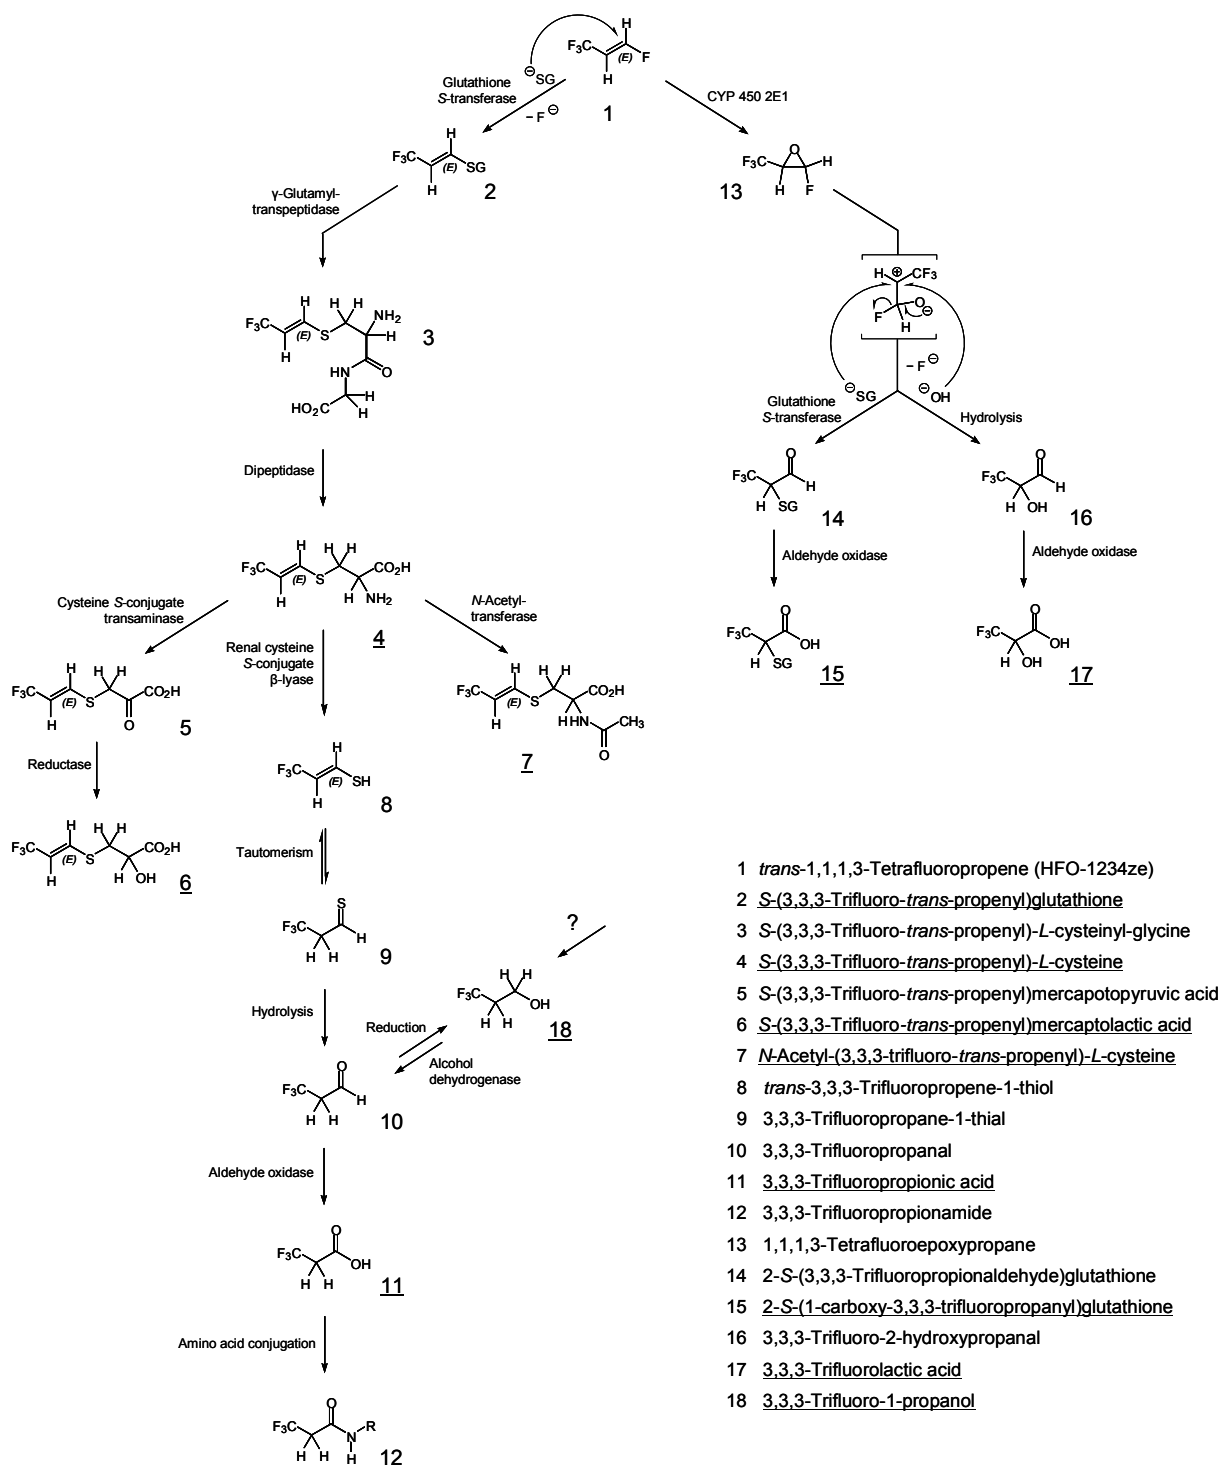 H
F3C
(E)
F
H
⊖SG
Glutathione
S-transferase
− F⊖
1
CYP 450 2E1
H
F3C
(E)
SG
H
2
O
F3C
H
H
F
13
γ-Glutamyl-
transpeptidase
H
⊕
CF3
O
⊖
F
H
H
H
H
F3C
(E)
S
NH2
H
H
HN
O
HO2C
H
H
3
− F⊖
⊖SG
⊖OH
Glutathione
S-transferase
Hydrolysis
Dipeptidase
O
F3C
H
H
SG
14
O
F3C
H
H
OH
16
H
H
H
F3C
(E)
S
CO2H
H
H
NH2
4
Aldehyde oxidase
Aldehyde oxidase
Cysteine S-conjugate
transaminase
Renal cysteine
S-conjugate
β-lyase
N-Acetyl-
transferase
O
F3C
OH
H
SG
15
O
F3C
OH
H
OH
17
H
H
H
F3C
(E)
S
CO2H
H
O
5
H
H
H
F3C
(E)
S
CO2H
H
H
HN
CH3
O
7
Reductase
H
F3C
(E)
SH
H
8
H
H
H
F3C
(E)
S
CO2H
H
H
OH
6
Tautomerism
S
F3C
H
H
H
9
?
Hydrolysis
H
H
F3C
OH
H
H
18
Reduction
Alcohol
dehydrogenase
O
F3C
H
H
H
10
Aldehyde oxidase
O
F3C
OH
H
H
11
Amino acid conjugation
O
F3C
R
N
H
H
H
12
1 trans-1,1,1,3-Tetrafluoropropene (HFO-1234ze)
2 S-(3,3,3-Trifluoro-trans-propenyl)glutathione
3 S-(3,3,3-Trifluoro-trans-propenyl)-L-cysteinyl-glycine
4 S-(3,3,3-Trifluoro-trans-propenyl)-L-cysteine
5 S-(3,3,3-Trifluoro-trans-propenyl)mercapotopyruvic acid
6 S-(3,3,3-Trifluoro-trans-propenyl)mercaptolactic acid
7 N-Acetyl-(3,3,3-trifluoro-trans-propenyl)-L-cysteine
8 trans-3,3,3-Trifluoropropene-1-thiol
9 3,3,3-Trifluoropropane-1-thial
10 3,3,3-Trifluoropropanal
11 3,3,3-Trifluoropropionic acid
12 3,3,3-Trifluoropropionamide
13 1,1,1,3-Tetrafluoroepoxypropane
14 2-S-(3,3,3-Trifluoropropionaldehyde)glutathione
15 2-S-(1-carboxy-3,3,3-trifluoropropanyl)glutathione
16 3,3,3-Trifluoro-2-hydroxypropanal
17 3,3,3-Trifluorolactic acid
18 3,3,3-Trifluoro-1-propanol